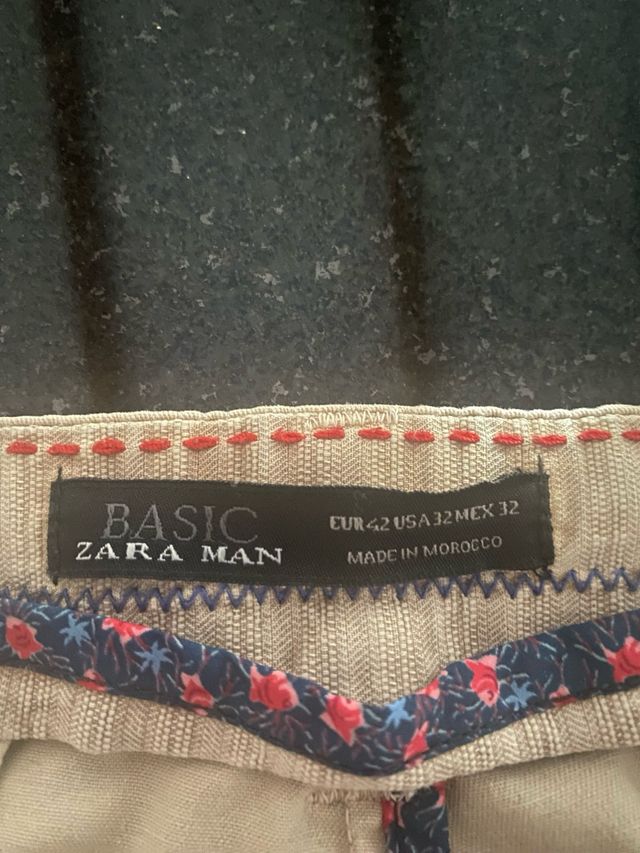 BASIC
ZARA MAN
EUR 42 USA 32 MEX 32
MADE IN MOROCCO